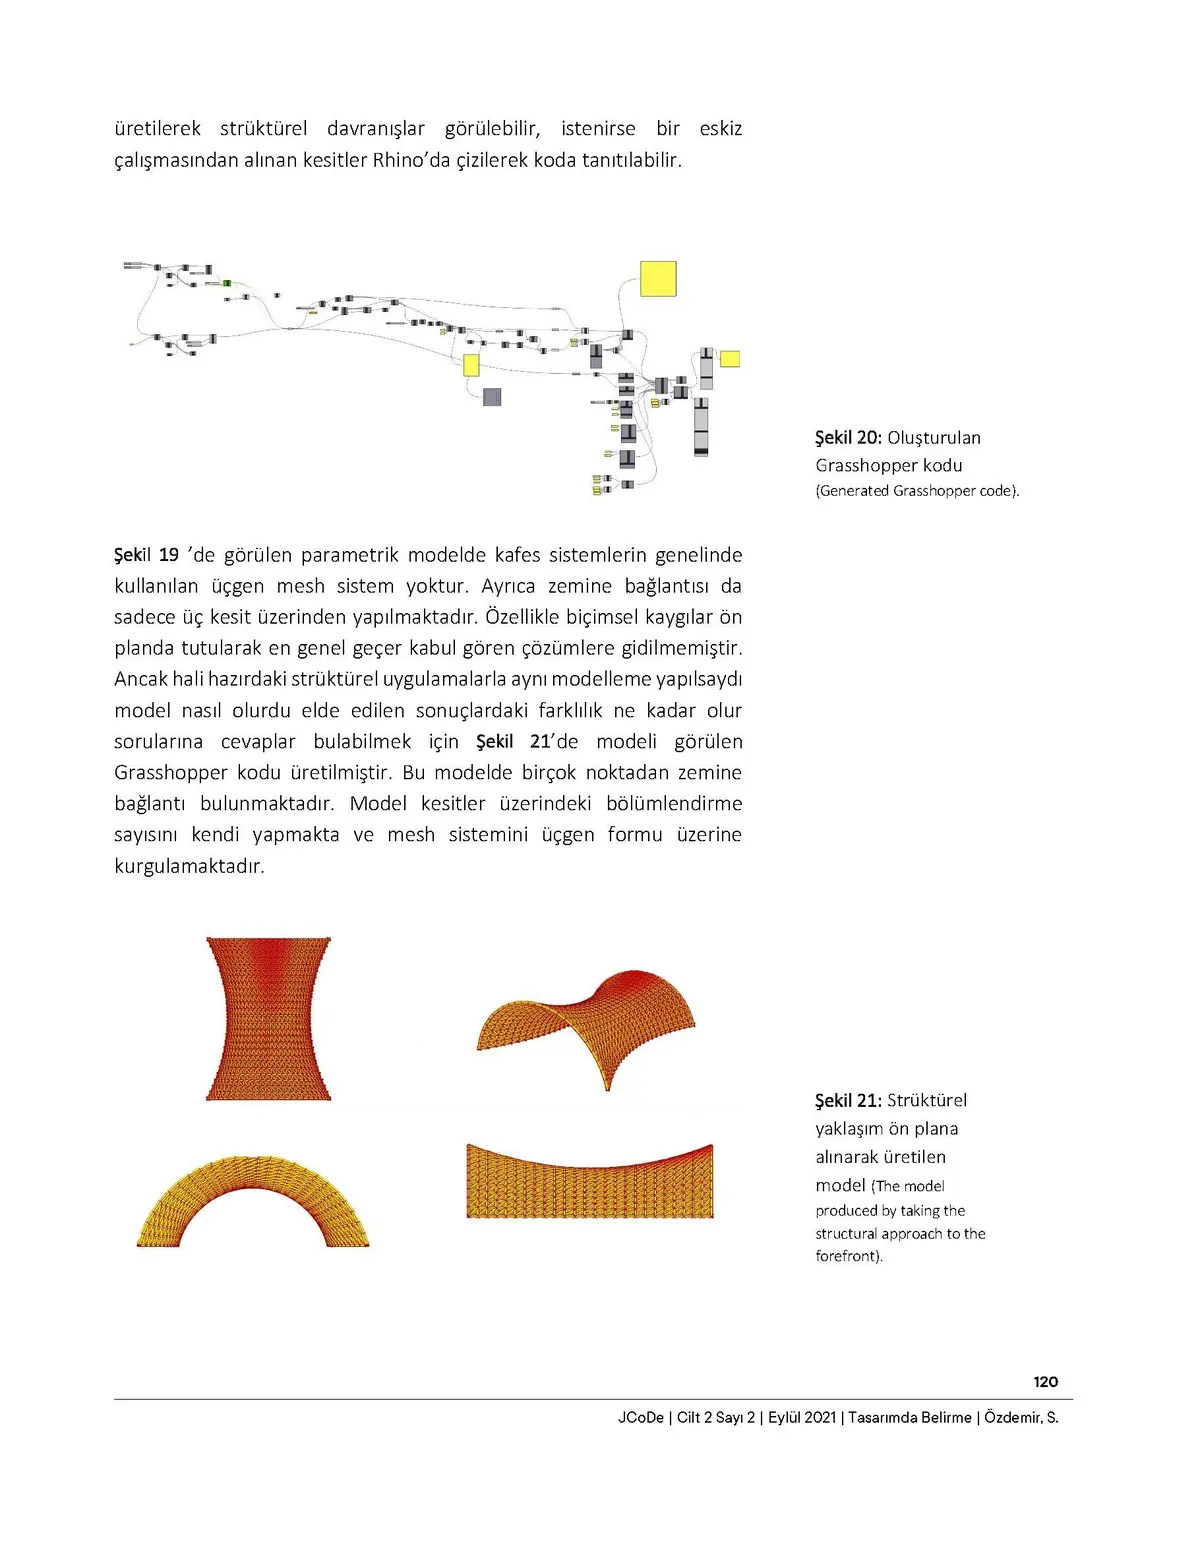 üretilerek strüktürel davranışlar görülebilir, istenirse bir eskiz
çalışmasından alınan kesitler Rhino’da çizilerek koda tanıtılabilir.
Şekil 20: Oluşturulan
Grasshopper kodu
(Generated Grasshopper code).
Şekil 19 ’de görülen parametrik modelde kafes sistemlerin genelinde
kullanılan üçgen mesh sistem yoktur. Ayrıca zemine bağlantısı da
sadece üç kesit üzerinden yapılmaktadır. Özellikle biçimsel kaygılar ön
planda tutularak en genel geçer kabul gören çözümlere gidilmemiştir.
Ancak hali hazırdaki strüktürel uygulamalarla aynı modelleme yapılsaydı
model nasıl olurdu elde edilen sonuçlardaki farklılık ne kadar olur
sorularına cevaplar bulabilmek için Şekil 21’de modeli görülen
Grasshopper kodu üretilmiştir. Bu modelde birçok noktadan zemine
bağlantı bulunmaktadır. Model kesitler üzerindeki bölümlendirme
sayısını kendi yapmakta ve mesh sistemini üçgen formu üzerine
kurgulamaktadır.
Şekil 21: Strüktürel
yaklaşım ön plana
alınarak üretilen
model (The model
produced by taking the
structural approach to the
forefront).
120
JCoDe | Cilt 2 Sayı 2 | Eylül 2021 | Tasarımda Belirme | Özdemir, S.